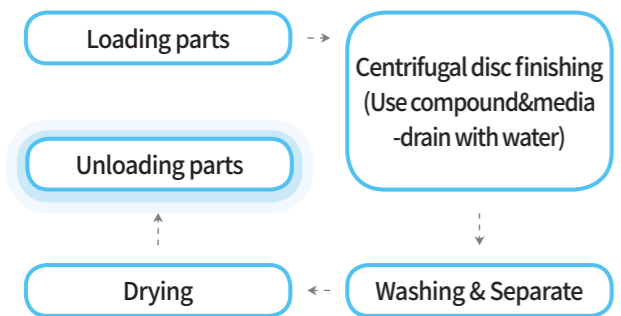 Loading parts
Centrifugal disc finishing
(Use compound&media
-drain with water)
Unloading parts
Drying
Washing & Separate